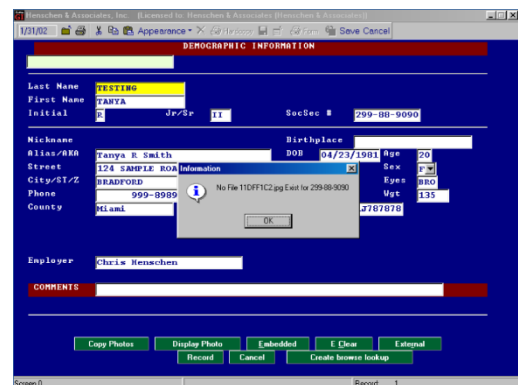 Henschen & Associates, Inc. [Licensed to: Henschen & Associates (Henschen & Associates)]
1/31/02 Appearance Hardcopy Form Save Cancel
DEMOGRAPHIC INFORMATION
Last Name TESTING
First Name TANYA
Initial R Jr/Sr II SocSec # 299-88-9090
Nickname Birthplace
Alias/AKA Tanya R Smith DOB 04/23/1981 Age 20
Street 124 SAMPLE ROA Sex F
City/ST/Z BRADFORD Eyes BRO
Phone 999-8989 Wgt 135
County Miami J787878
Information
No File 11DFF1C2.jpg Exist for 299-88-9090
OK
Employer Chris Henschen
COMMENTS
Copy Photos Display Photo Embedded E Clear External
Record Cancel Create browse lookup
Screen 0 Record 1